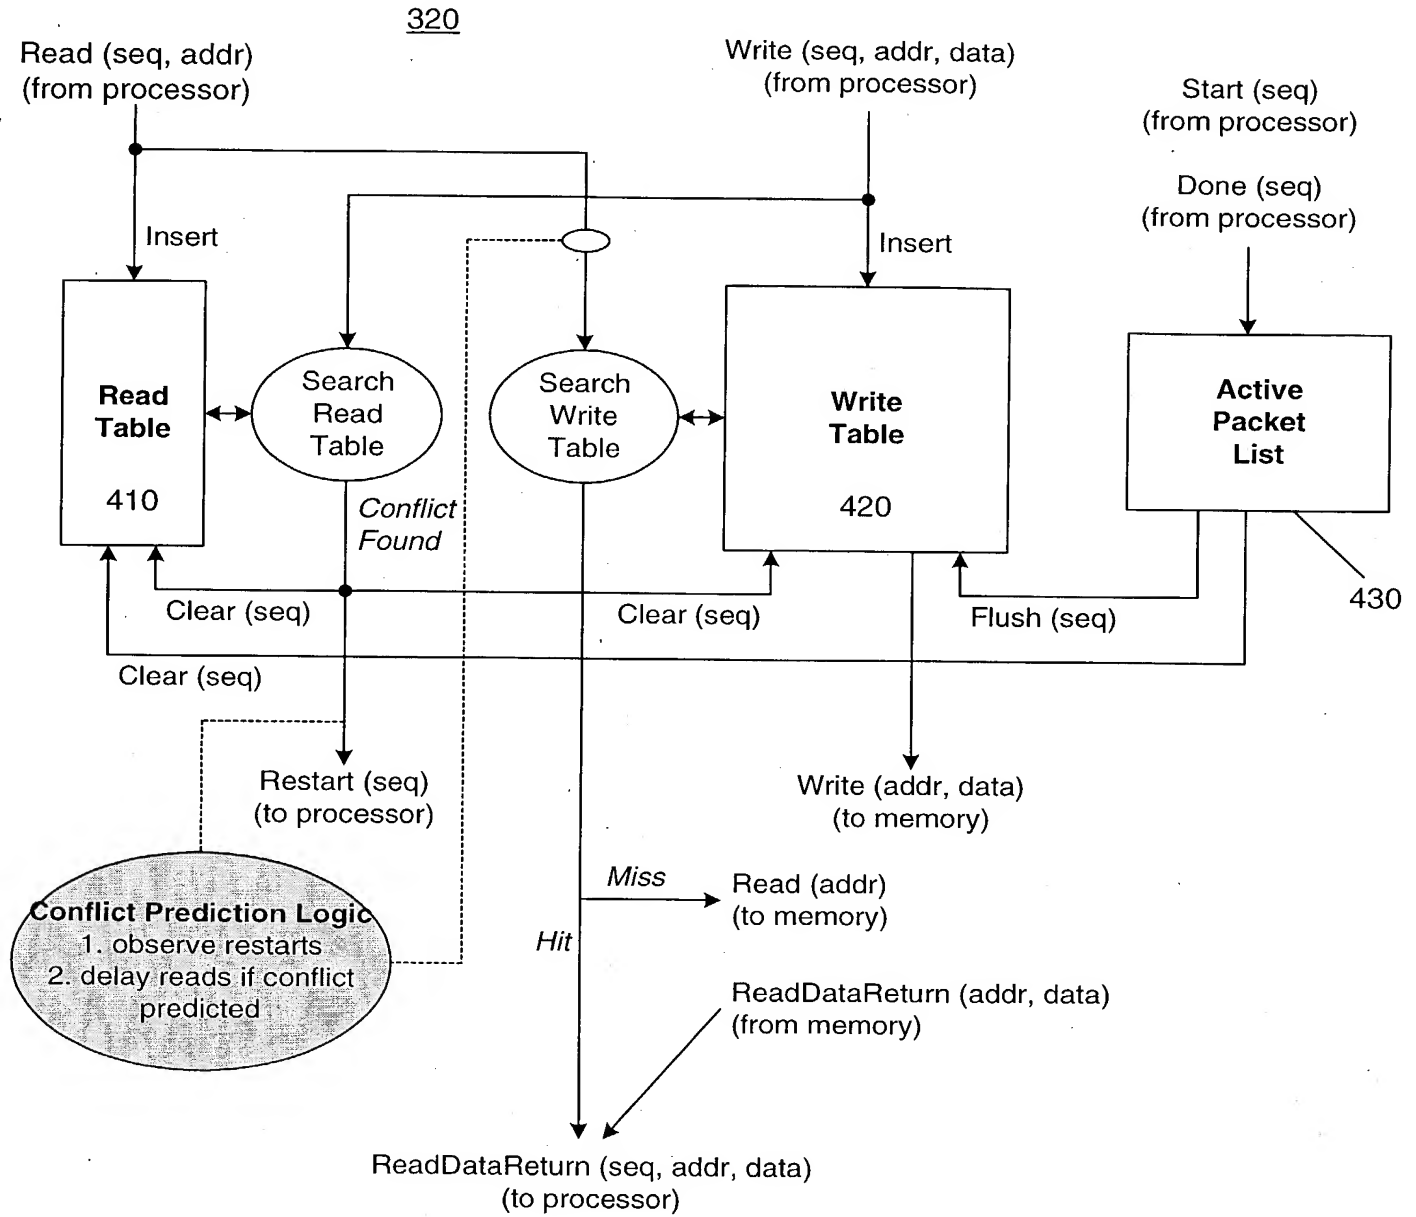 320
Read (seq, addr)
(from processor)
Write (seq, addr, data)
(from processor)
Start (seq)
(from processor)
Done (seq)
(from processor)
Insert
Insert
Read
Table
410
Search
Read
Table
Search
Write
Table
Write
Table
420
Active
Packet
List
430
Conflict
Found
Clear (seq)
Clear (seq)
Flush (seq)
Clear (seq)
Restart (seq)
(to processor)
Write (addr, data)
(to memory)
Conflict Prediction Logic
1. observe restarts
2. delay reads if conflict
predicted
Miss
Read (addr)
(to memory)
Hit
ReadDataReturn (addr, data)
(from memory)
ReadDataReturn (seq, addr, data)
(to processor)